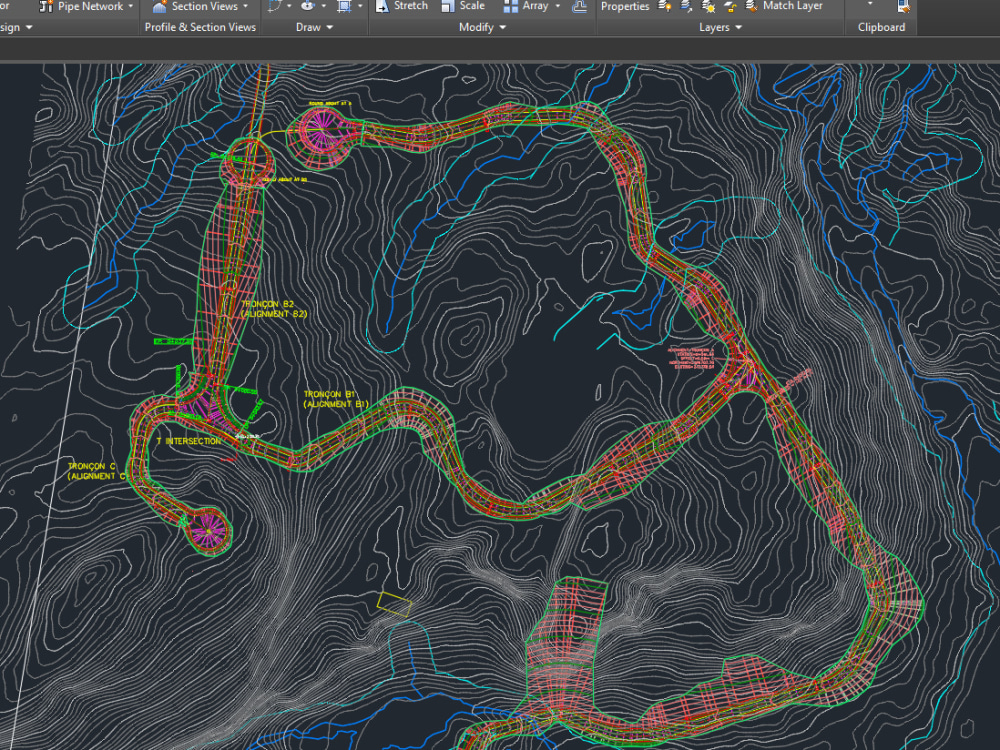 or
Pipe Network
Section Views
Stretch
Scale
Array
Properties
Match Layer
sign
Profile & Section Views
Draw
Modify
Layers
Clipboard
TRONÇON B2
(ALIGNMENT B2)
TRONÇON B1
(ALIGNMENT B1)
T INTERSECTION
TRONÇON C
(ALIGNMENT C